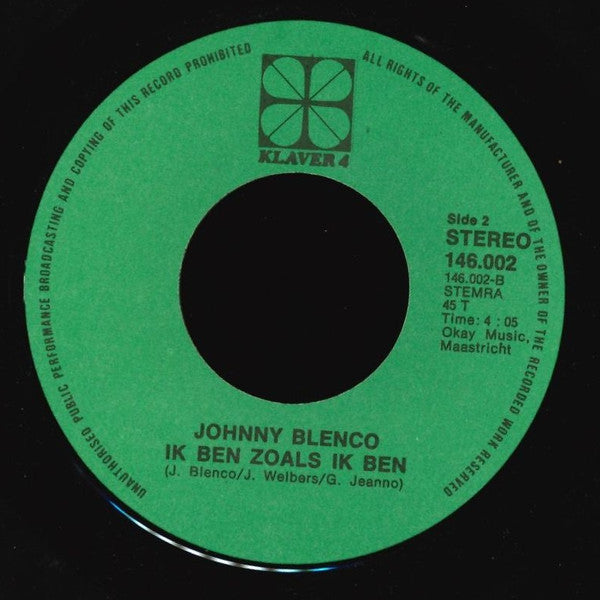 ALL RIGHTS OF THE MANUFACTURER AND OF THE OWNER OF THE RECORDED WORK RESERVED
UNAUTHORISED PUBLIC PERFORMANCE BROADCASTING AND COPYING OF THIS RECORD PROHIBITED
KLAVER 4
Side 2
STEREO
146.002
146.002-B
STEMRA
45 T
Time: 4 : 05
Okay Music,
Maastricht
JOHNNY BLENCO
IK BEN ZOALS IK BEN
(J. Blenco/J. Welbers/G. Jeanno)